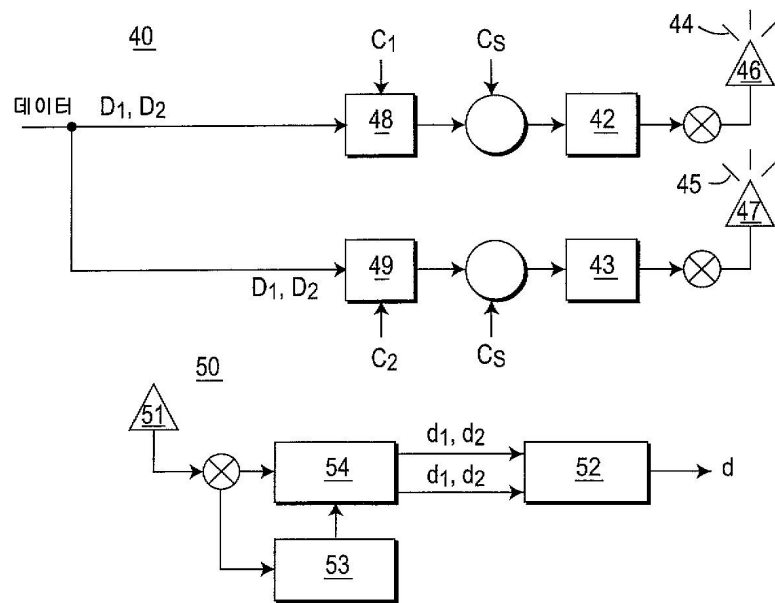 40
C1
CS
44
46
데이터
D1, D2
48
42
45
47
D1, D2
49
43
C2
CS
50
51
54
d1, d2
d1, d2
52
d
53